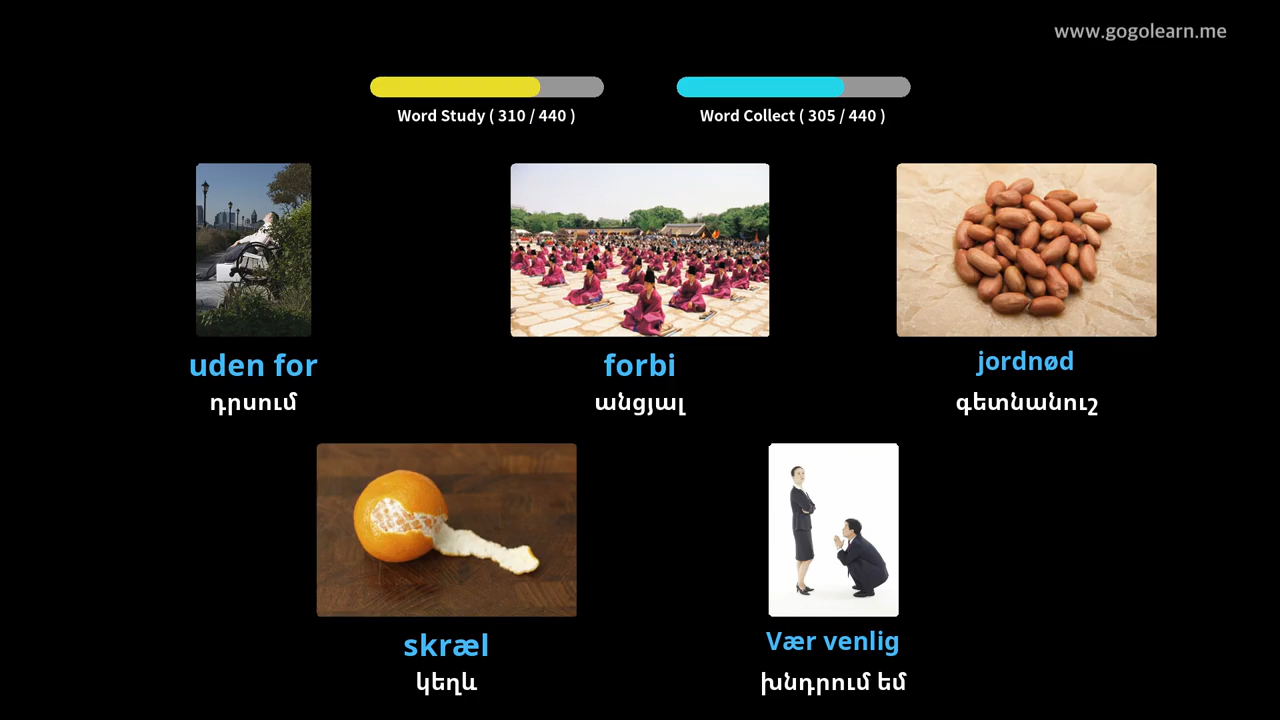 www.gogolearn.me
Word Study ( 310 / 440 )
Word Collect ( 305 / 440 )
uden for
դրսում
forbi
անցյալ
jordnød
գետնանուշ
skræl
կեղև
Vær venlig
խնդրում եմ